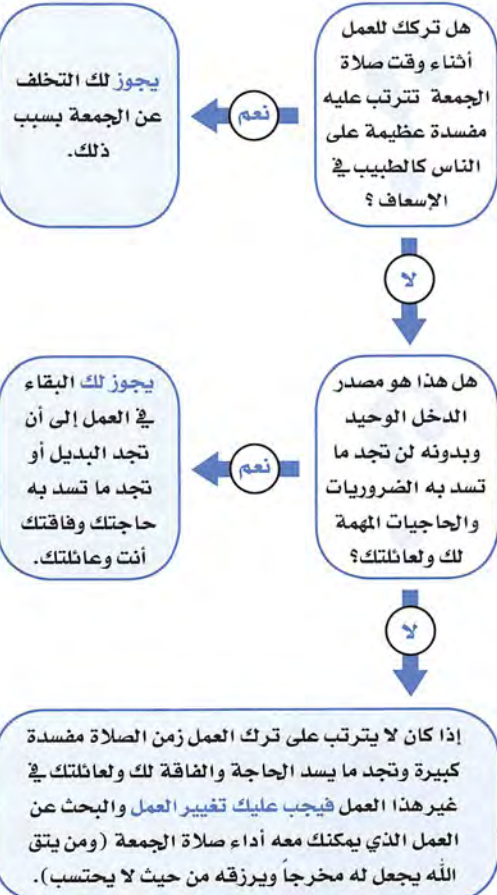 هل تركك للعمل
أثناء وقت صلاة
الجمعة تترتب عليه
مفسدة عظيمة على
الناس كالطبيب في
الإسعاف ؟
نعم
يجوز لك التخلف
عن الجمعة بسبب
ذلك.
لا
هل هذا هو مصدر
الدخل الوحيد
وبدونه لن تجد ما
تسد به الضروريات
والحاجيات المهمة
لك ولعائلتك؟
نعم
يجوز لك البقاء
في العمل إلى أن
تجد البديل أو
تجد ما تسد به
حاجتك وفاقتك
أنت وعائلتك.
لا
إذا كان لا يترتب على ترك العمل زمن الصلاة مفسدة
كبيرة وتجد ما يسد الحاجة والفاقة لك ولعائلتك في
غير هذا العمل فيجب عليك تغيير العمل والبحث عن
العمل الذي يمكنك معه أداء صلاة الجمعة (ومن يتق
الله يجعل له مخرجاً ويرزقه من حيث لا يحتسب).